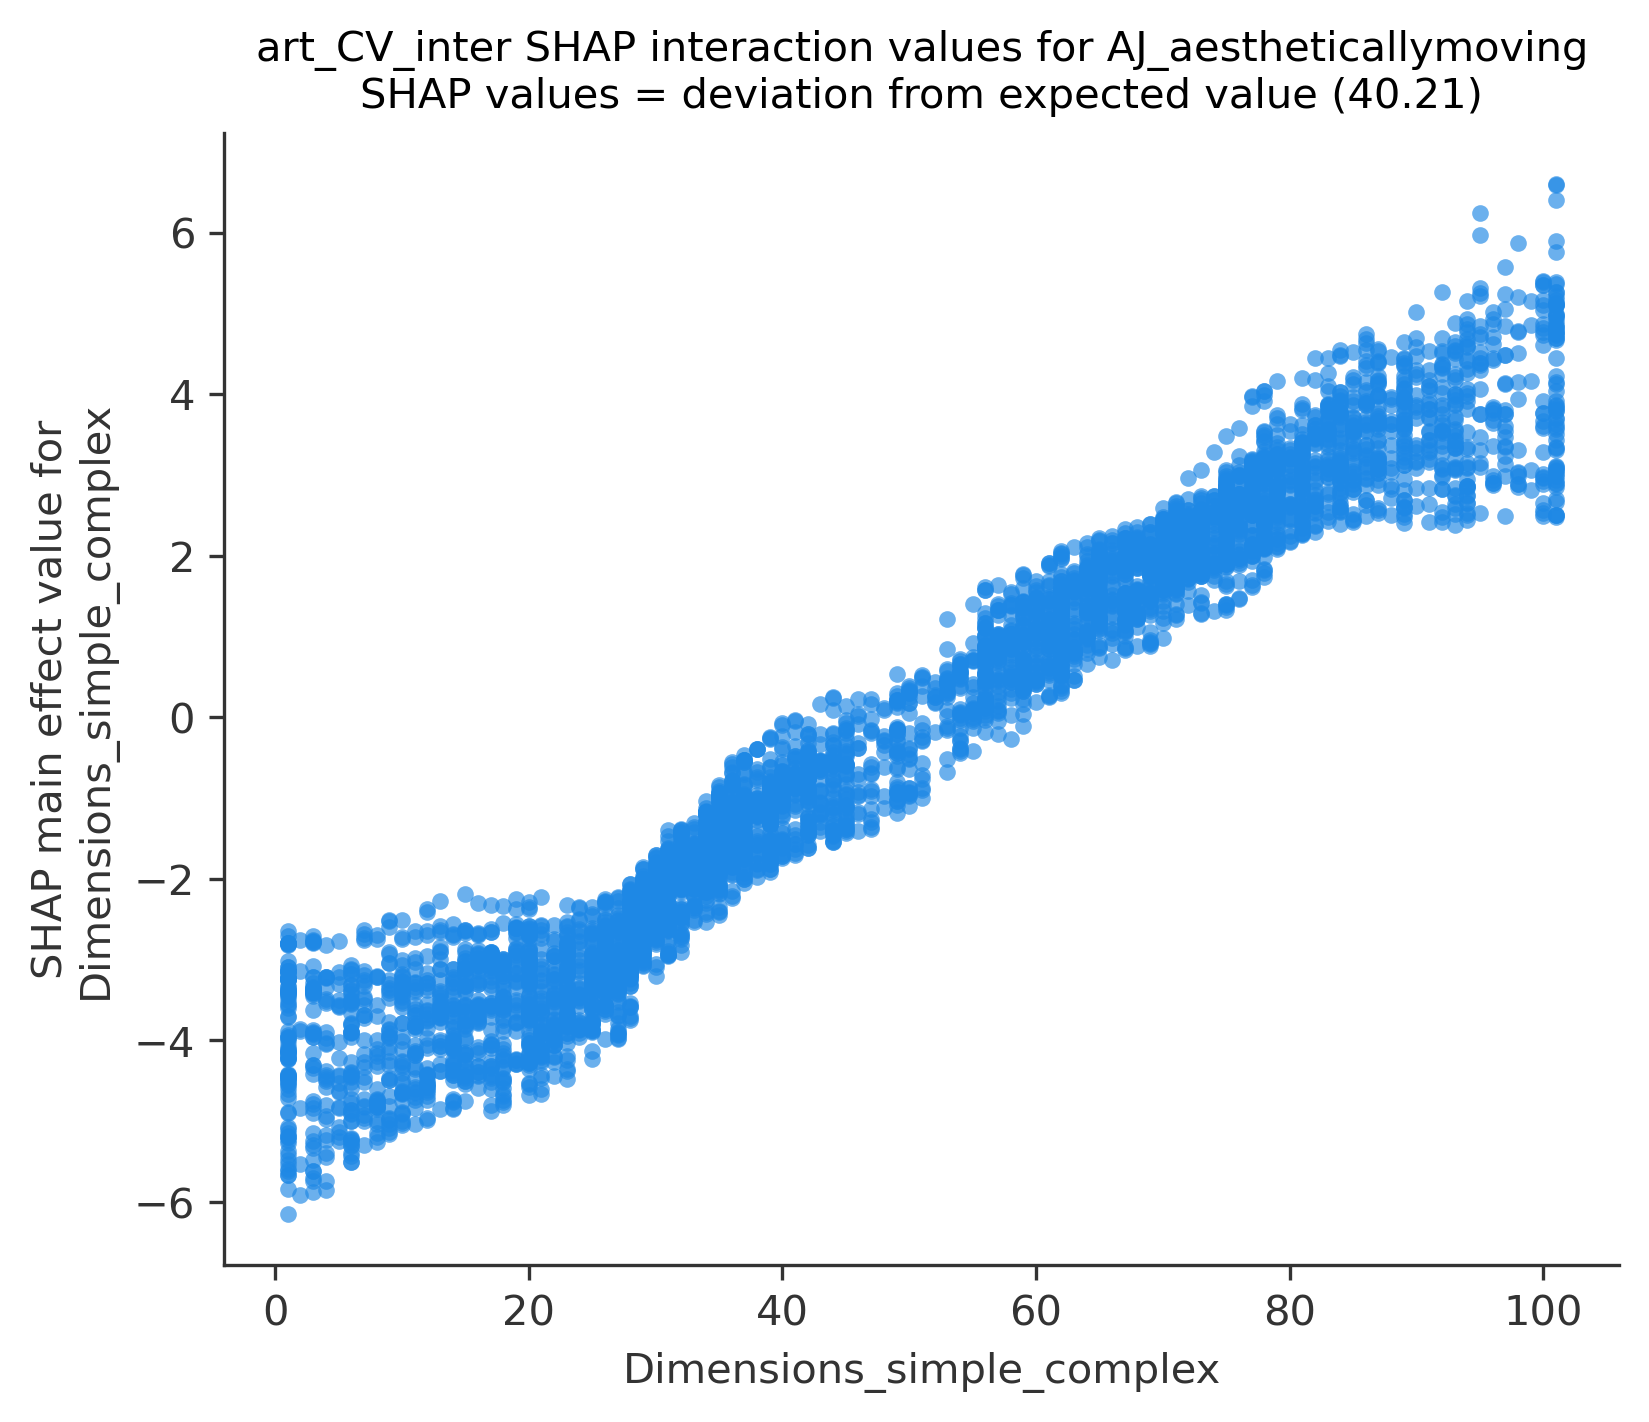 art_CV_inter SHAP interaction values for AJ_aestheticallymoving
SHAP values = deviation from expected value (40.21)
SHAP main effect value for
Dimensions_simple_complex
6
4
2
0
−2
−4
−6
0
20
40
60
80
100
Dimensions_simple_complex